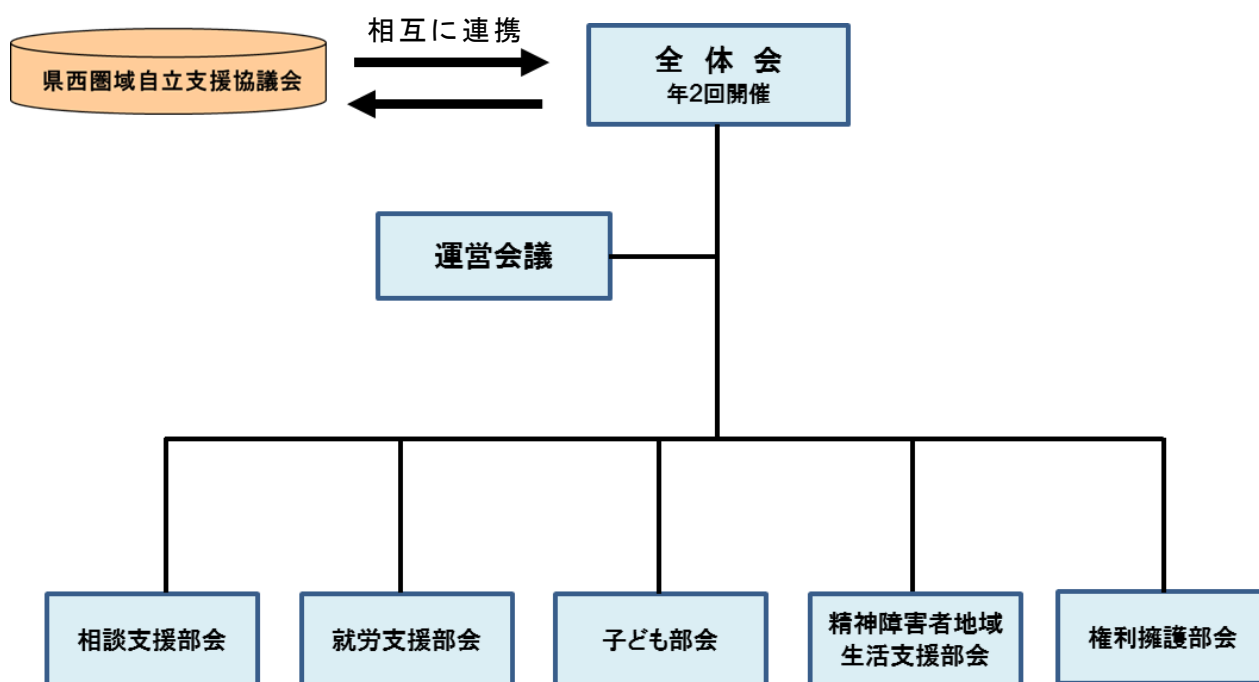 相互に連携
県西圏域自立支援協議会
全体会
年2回開催
運営会議
相談支援部会
就労支援部会
子ども部会
精神障害者地域
生活支援部会
権利擁護部会